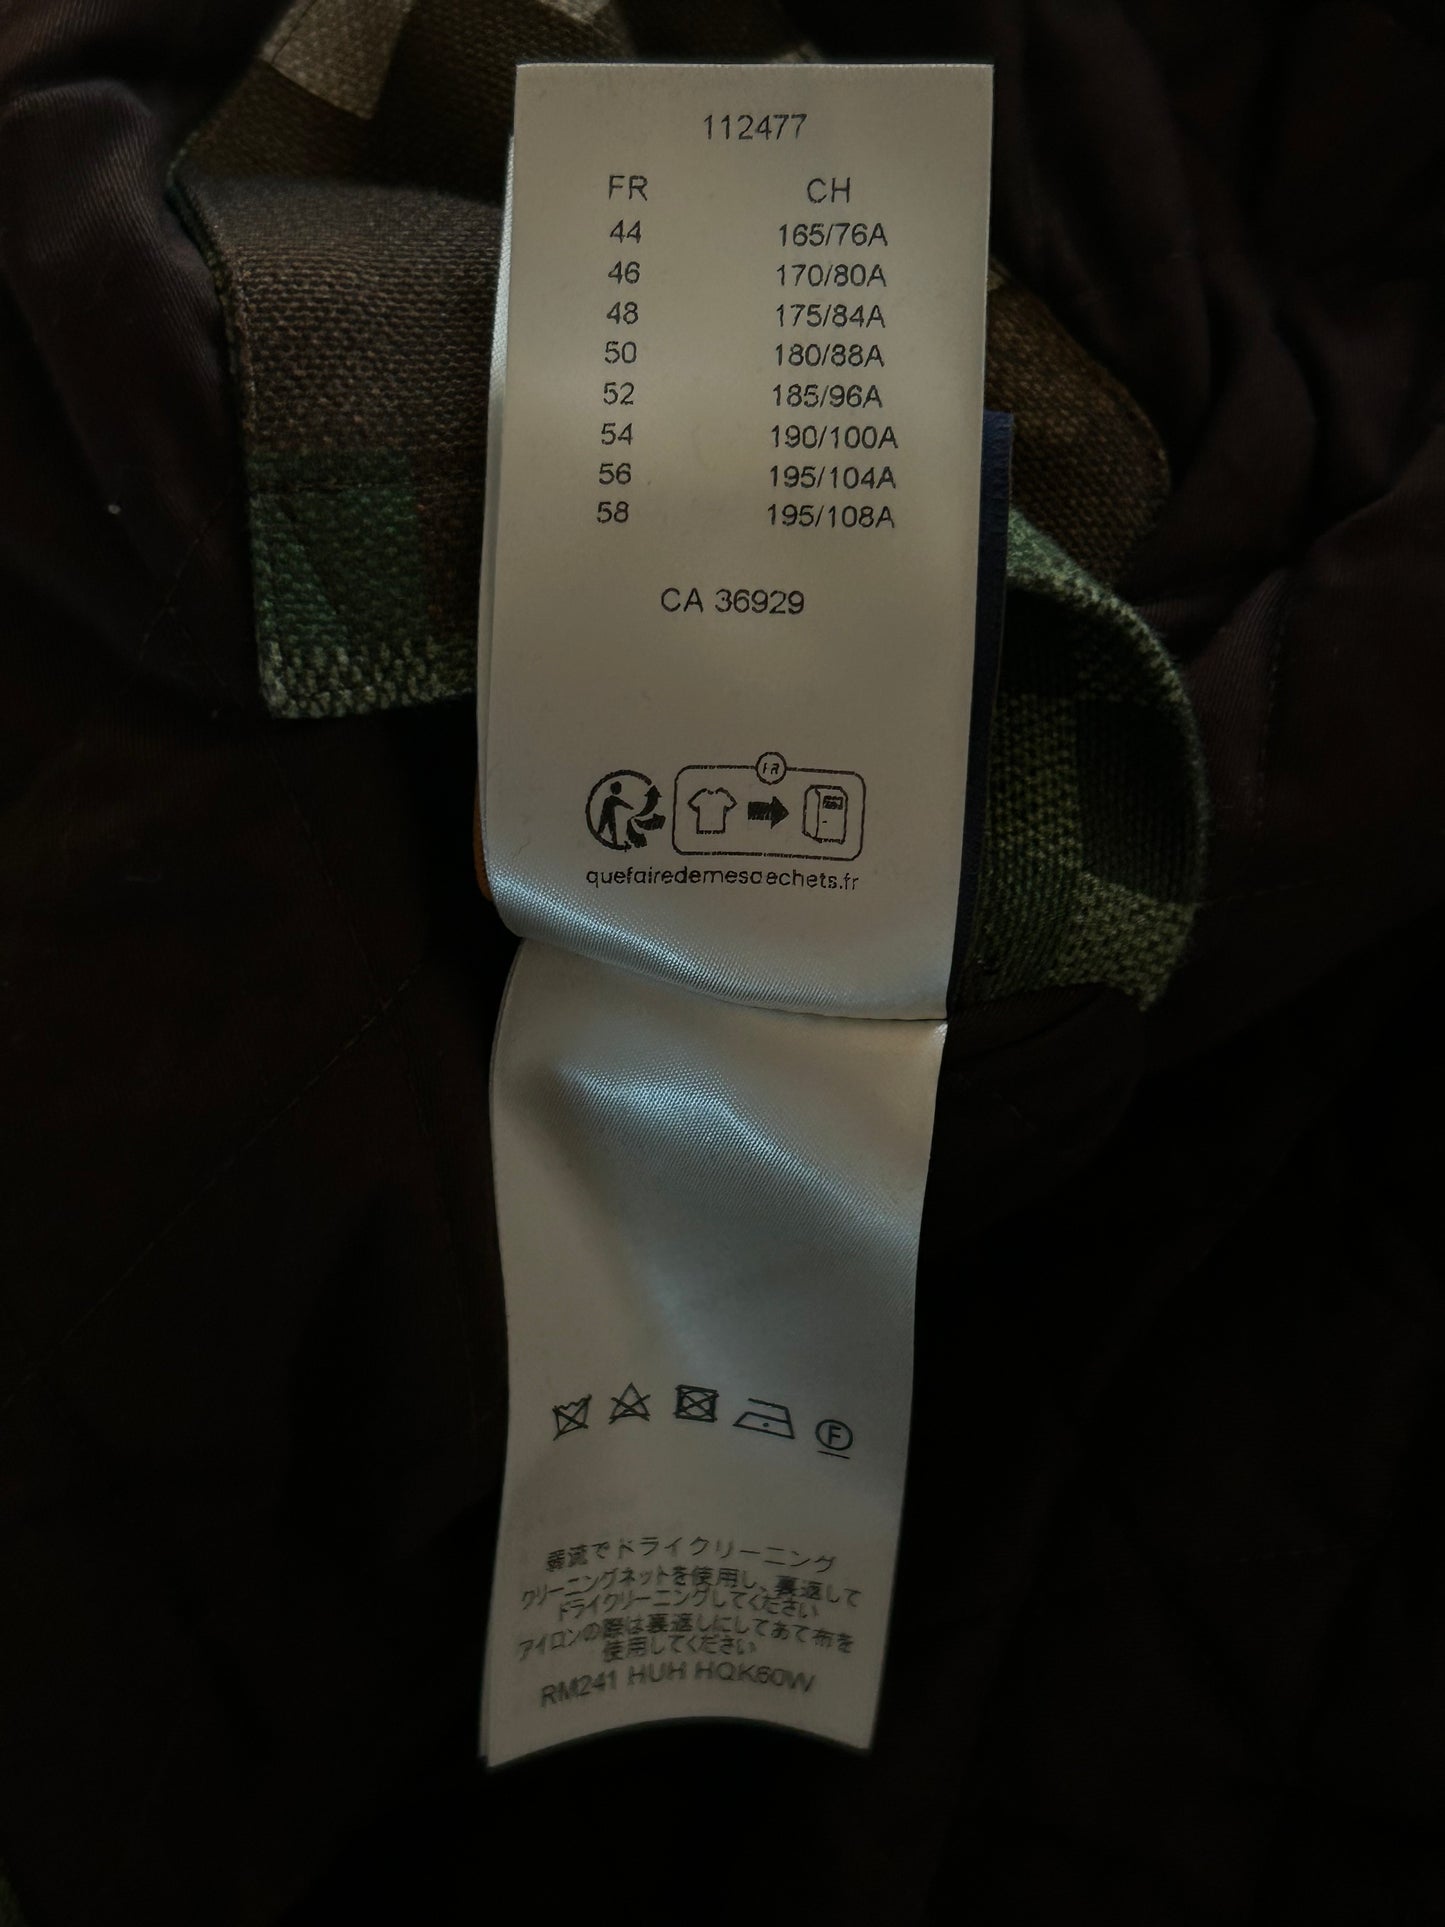 112477
FR CH
44 165/76A
46 170/80A
48 175/84A
50 180/88A
52 185/96A
54 190/100A
56 195/104A
58 195/108A
CA 36929
FR
quefairedemesdechets.fr
F
弱流でドライクリーニング
クリーニングネットを使用し、裏返して
ドライクリーニングしてください
アイロンの際は裏返しにしてあて布を
使用してください
RM241 HUH HQK60W